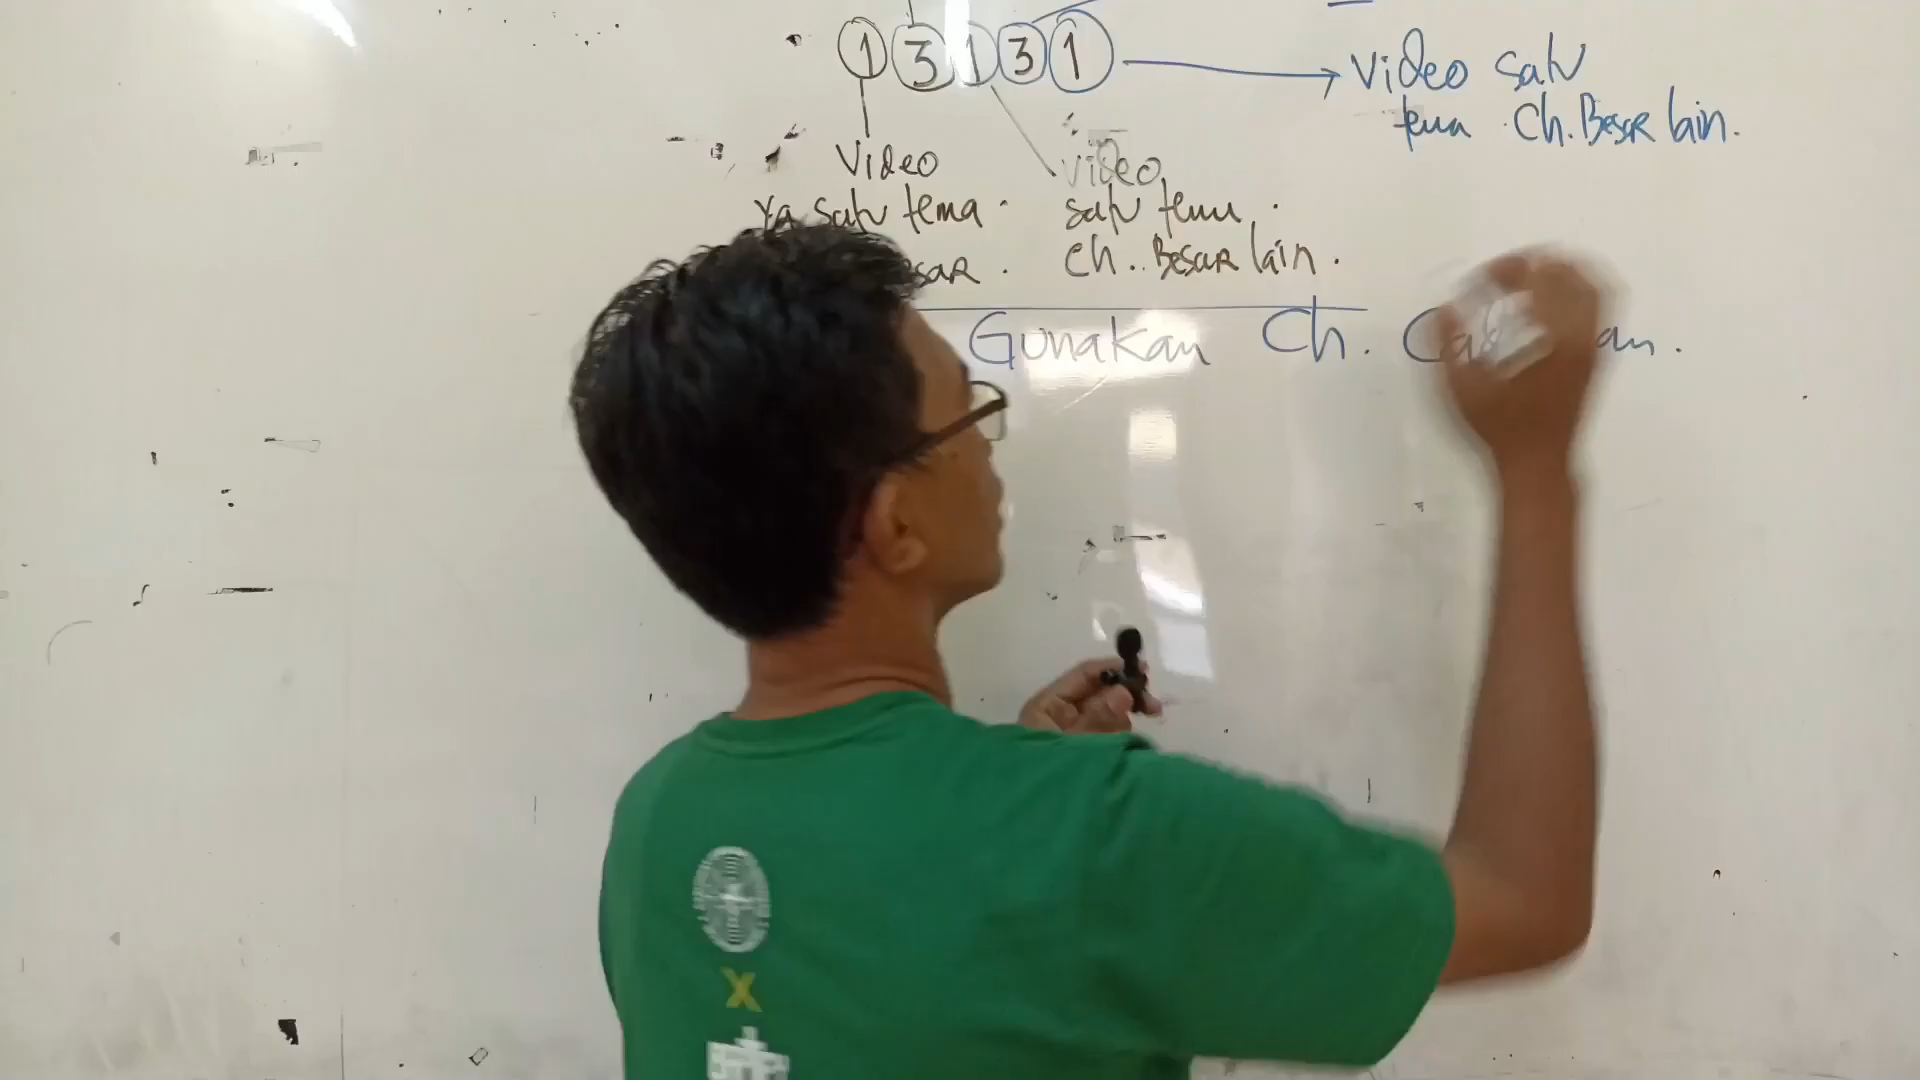 1 3 1 3 1
Video satu
tema Ch. Besar lain.
Video
Yg satu tema
video
satu tema
ch. Besar lain.
Gunakan Ch.
X